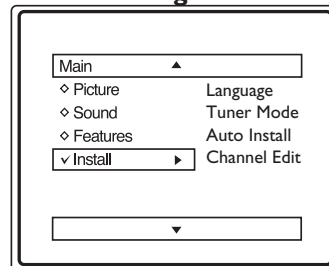 Main ▲
◇ Picture Language
◇ Sound Tuner Mode
◇ Features Auto Install
✓ Install ▶ Channel Edit
▼